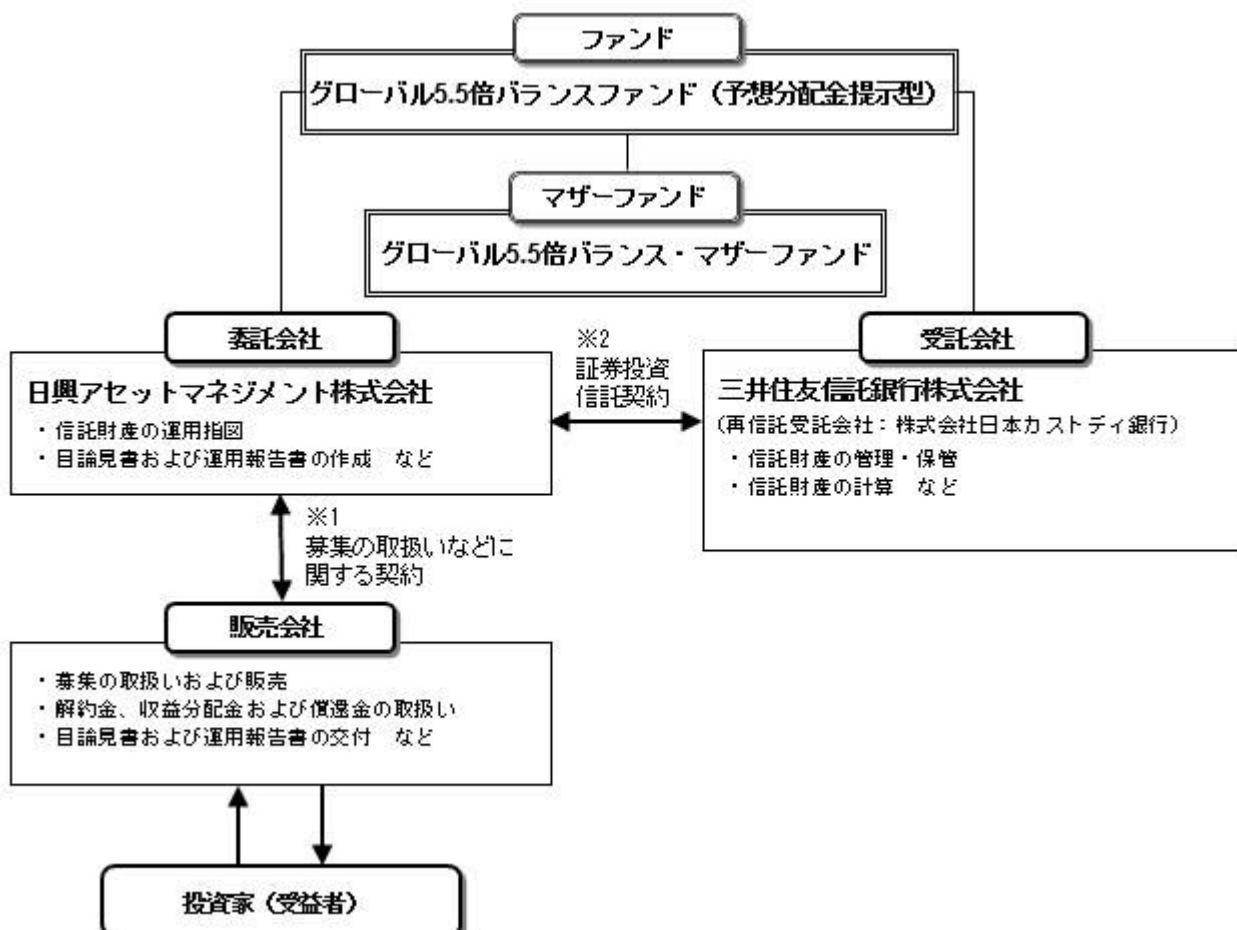 ファンド
グローバル5.5倍バランスファンド（予想分配金提示型）
マザーファンド
グローバル5.5倍バランス・マザーファンド
委託会社
日興アセットマネジメント株式会社
・信託財産の運用指図
・目論見書および運用報告書の作成　など
※2
証券投資
信託契約
受託会社
三井住友信託銀行株式会社
（再信託受託会社：株式会社日本カストディ銀行）
・信託財産の管理・保管
・信託財産の計算　など
※1
募集の取扱いなどに
関する契約
販売会社
・募集の取扱いおよび販売
・解約金、収益分配金および償還金の取扱い
・目論見書および運用報告書の交付　など
投資家（受益者）